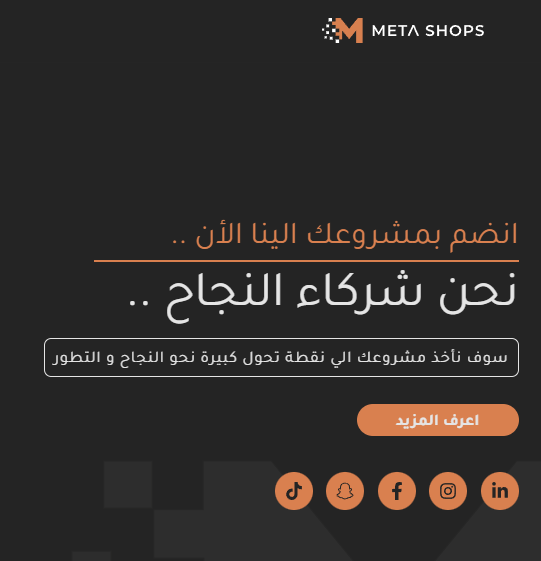 META SHOPS
انضم بمشروعك الينا الأن ..
نحن شركاء النجاح ..
سوف نأخذ مشروعك الي نقطة تحول كبيرة نحو النجاح و التطور
اعرف المزيد